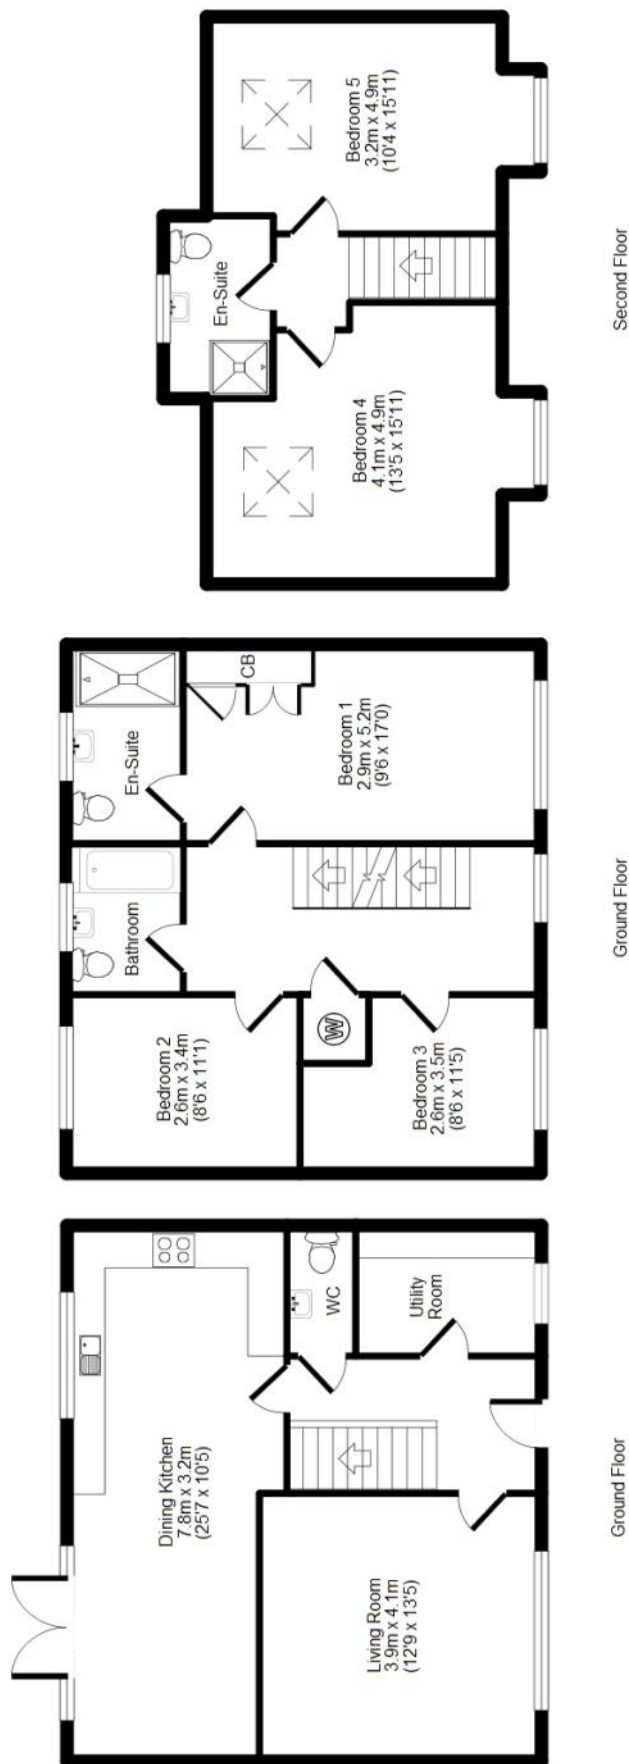 Dining Kitchen
7.8m x 3.2m
(25'7 x 10'5)
WC
Utility
Room
Living Room
3.9m x 4.1m
(12'9 x 13'5)
Ground Floor
Bedroom 2
2.6m x 3.4m
(8'6 x 11'1)
Bathroom
En-Suite
CB
W
Bedroom 3
2.6m x 3.5m
(8'6 x 11'5)
Bedroom 1
2.9m x 5.2m
(9'6 x 17'0)
Ground Floor
En-Suite
Bedroom 4
4.1m x 4.9m
(13'5 x 15'11)
Bedroom 5
3.2m x 4.9m
(10'4 x 15'11)
Second Floor